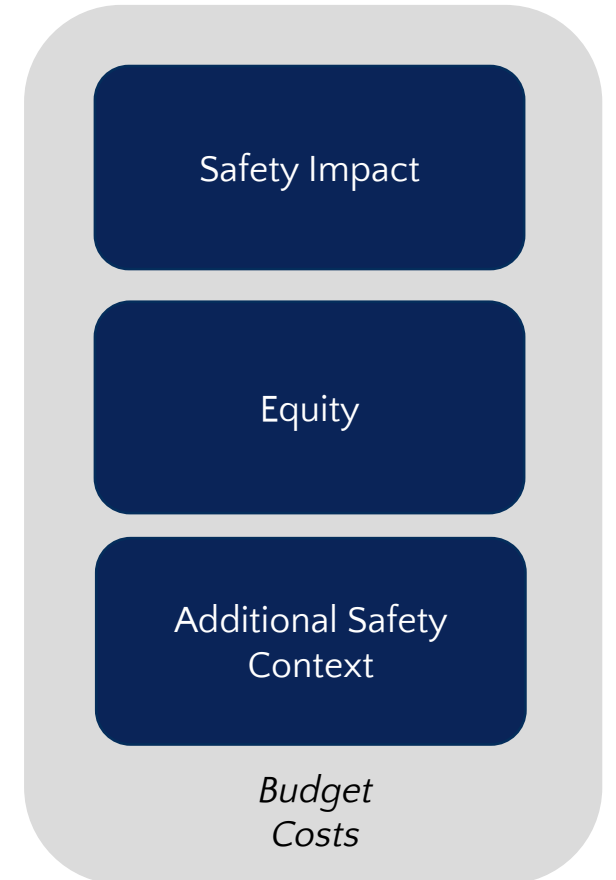 Safety Impact
Equity
Additional Safety
Context
Budget
Costs